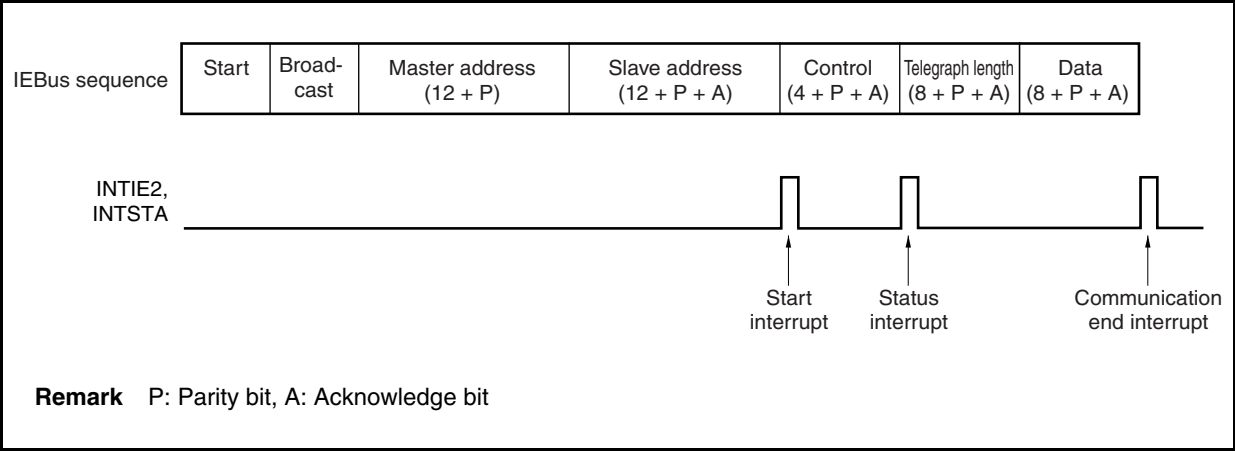 IEBus sequence
Start
Broad-
cast
Master address
(12 + P)
Slave address
(12 + P + A)
Control
(4 + P + A)
Telegraph length
(8 + P + A)
Data
(8 + P + A)
INTIE2,
INTSTA
Start
interrupt
Status
interrupt
Communication
end interrupt
Remark P: Parity bit, A: Acknowledge bit